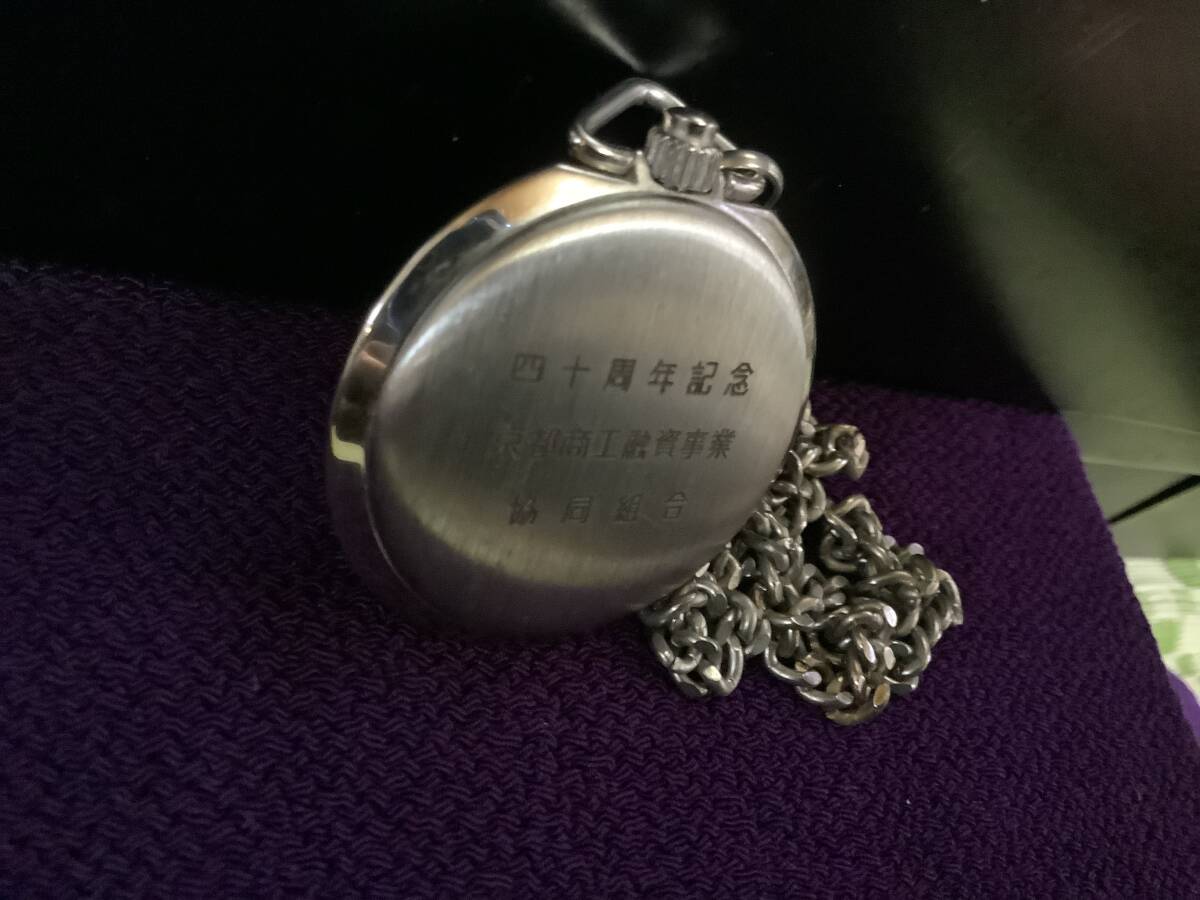 四十周年記念
京都商工融資事業
協同組合